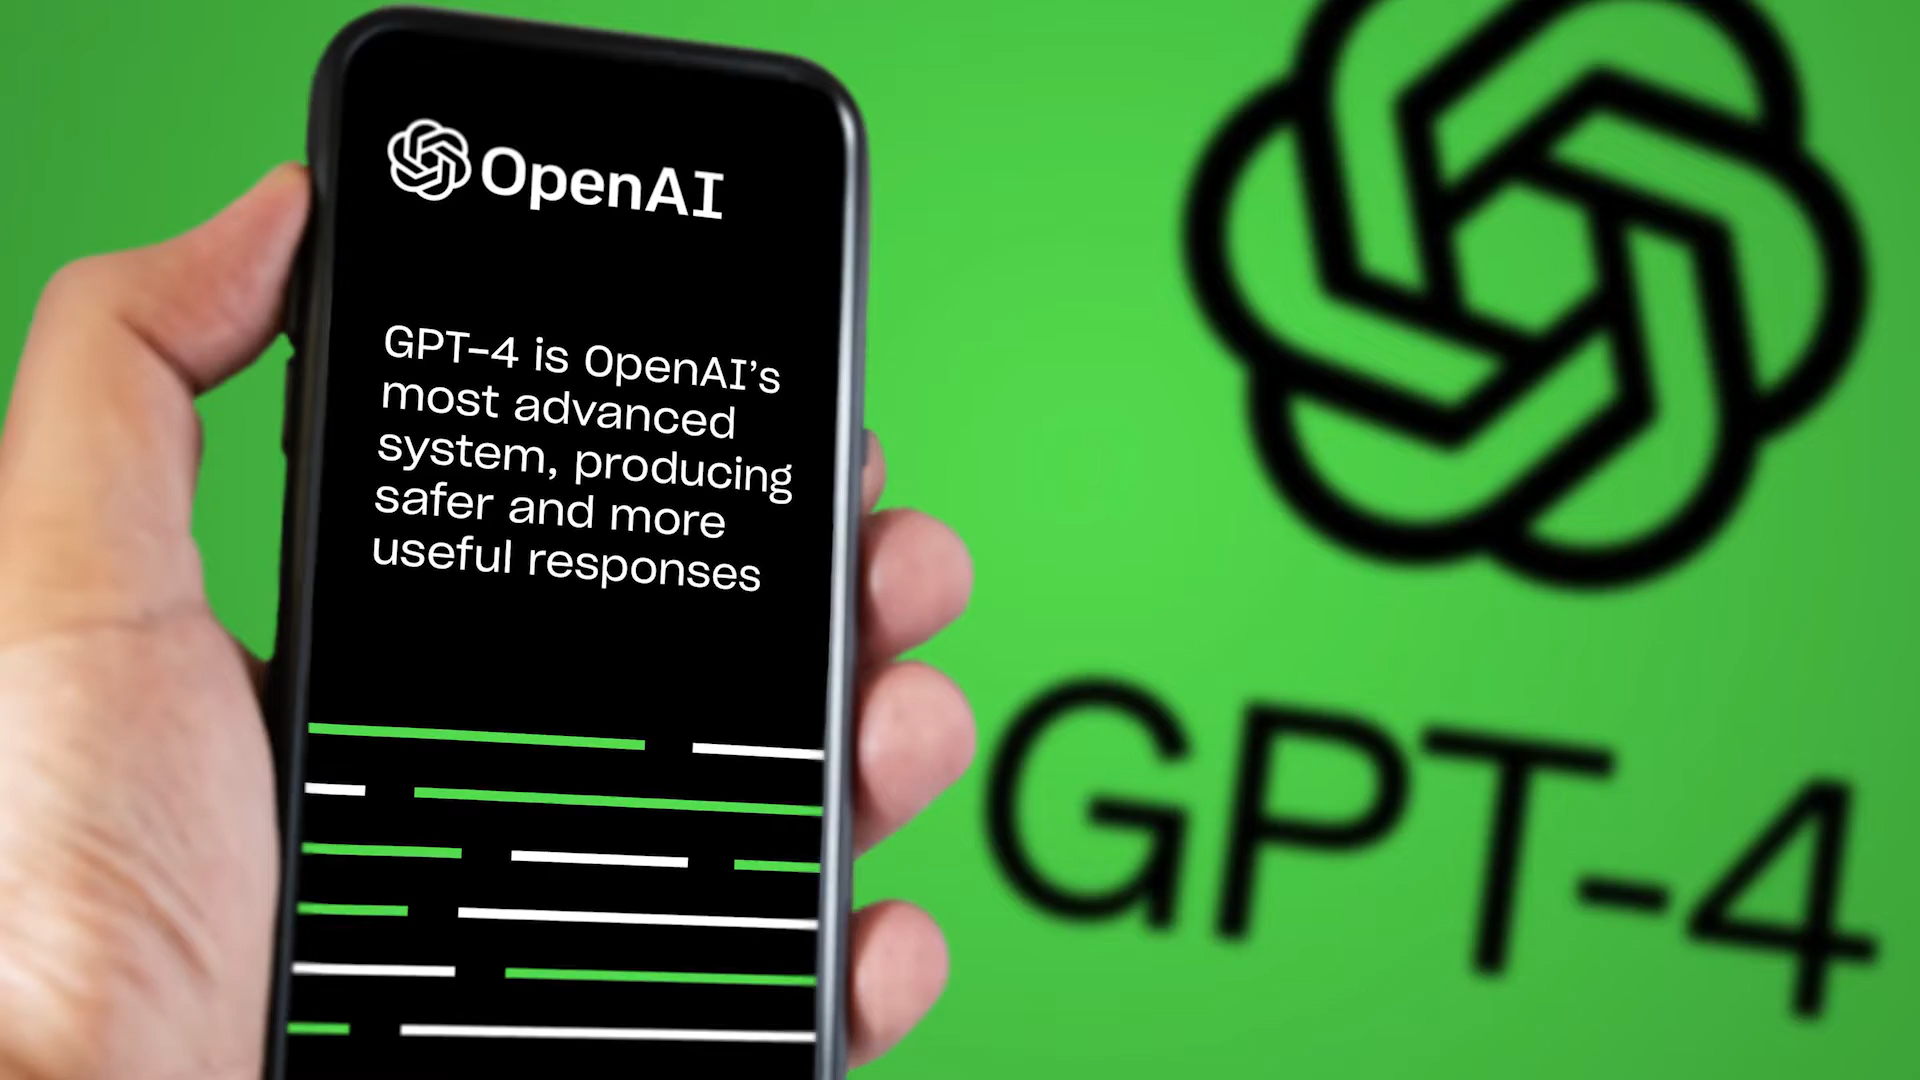 OpenAI
GPT-4 is OpenAI's
most advanced
system, producing
safer and more
useful responses
GPT-4